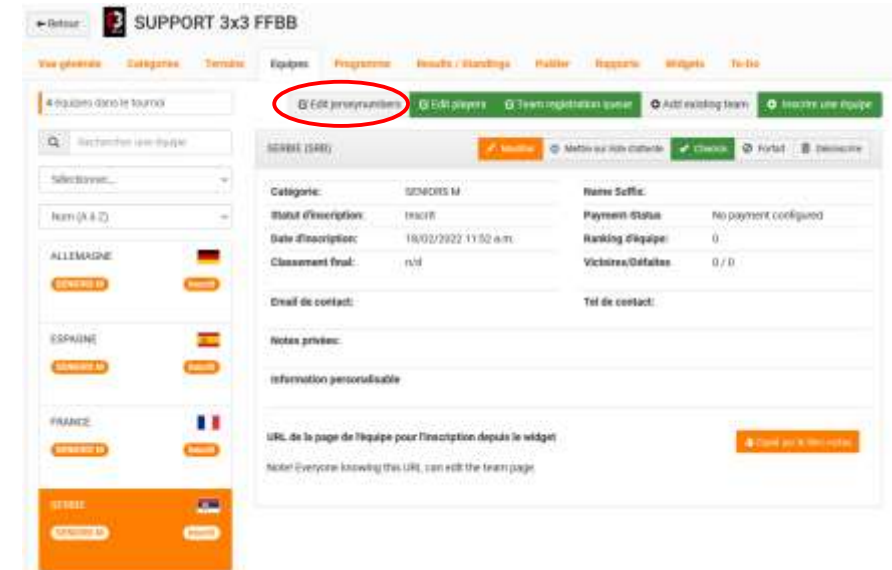 Retour SUPPORT 3x3 FFBB
Vue générale Catégories Terrains Equipes Programme Results / Standings Publier Rapports Widgets To-Do
4 équipes dans le tournoi
Edit jerseynumbers Edit players Team registration queue Add existing team Inscrire une équipe
Rechercher une équipe
SERBIE (SRB) Modifier Mettre sur liste d'attente Check-in Forfait Désinscrire
Sélectionner...
Nom (A à Z)
Catégorie: SENIORS M Name Suffix:
Statut d'inscription: Inscrit Payment Status No payment configured
Date d'inscription: 18/02/2022 11:52 a.m. Ranking d'équipe: 0
Classement final: n/d Victoires/Défaites 0 / 0
Email de contact: Tel de contact:
Notes privées:
Information personalisable
URL de la page de l'équipe pour l'inscription depuis le widget
Note! Everyone knowing this URL can edit the team page
ALLEMAGNE
SENIORS M Inscrit
ESPAGNE
SENIORS M Inscrit
FRANCE
SENIORS M Inscrit
SERBIE
SENIORS M Inscrit